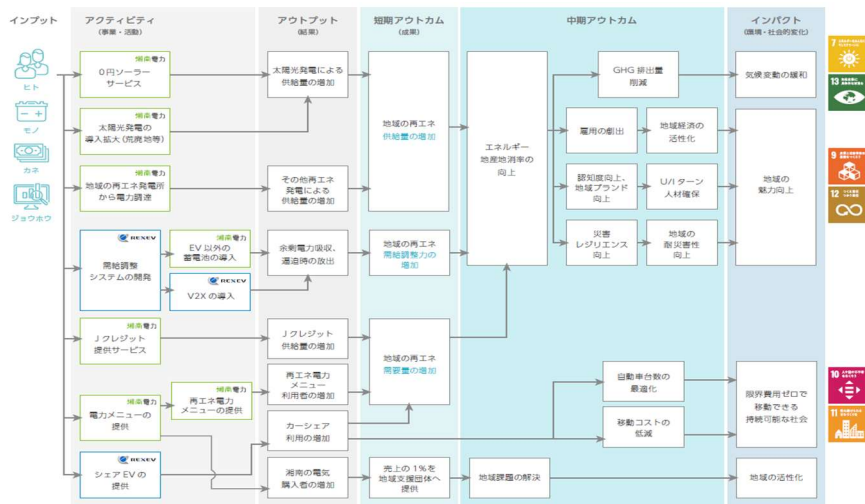 インプット
アクティビティ
(事業・活動)
アウトプット
(結果)
短期アウトカム
(成果)
中期アウトカム
インパクト
(環境・社会的変化)
ヒト
モノ
カネ
ジョウホウ
湘南電力
0円ソーラー
サービス
湘南電力
太陽光発電の
導入拡大(荒廃地等)
湘南電力
地域の再エネ発電所
から電力調達
REXEV
需給調整
システムの開発
湘南電力
EV以外の
蓄電池の導入
REXEV
V2Xの導入
湘南電力
Jクレジット
提供サービス
湘南電力
電力メニューの
提供
湘南電力
再エネ電力
メニューの提供
REXEV
シェアEVの
提供
太陽光発電による
供給量の増加
その他再エネ
発電による
供給量の増加
余剰電力吸収、
逼迫時の放出
Jクレジット
供給量の増加
再エネ電力
メニュー
利用者の増加
カーシェア
利用の増加
湘南の電気
購入者の増加
地域の再エネ
供給量の増加
地域の再エネ
需給調整力の
増加
地域の再エネ
需要量の増加
売上の1%を
地域支援団体へ
提供
エネルギー
地産地消率の
向上
GHG排出量
削減
雇用の創出
地域経済の
活性化
認知度向上、
地域ブランド
向上
U/Iターン
人材確保
災害
レジリエンス
向上
地域の
耐災害性
向上
自動車台数の
最適化
移動コストの
低減
地域課題の解決
気候変動の緩和
地域の
魅力向上
限界費用ゼロで
移動できる
持続可能な社会
地域の活性化
7
13
9
12
10
11